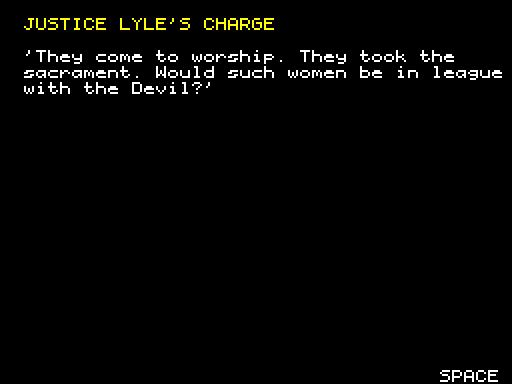 JUSTICE LYLE'S CHARGE
'They come to worship. They took the
sacrament. Would such women be in league
with the Devil?'
SPACE